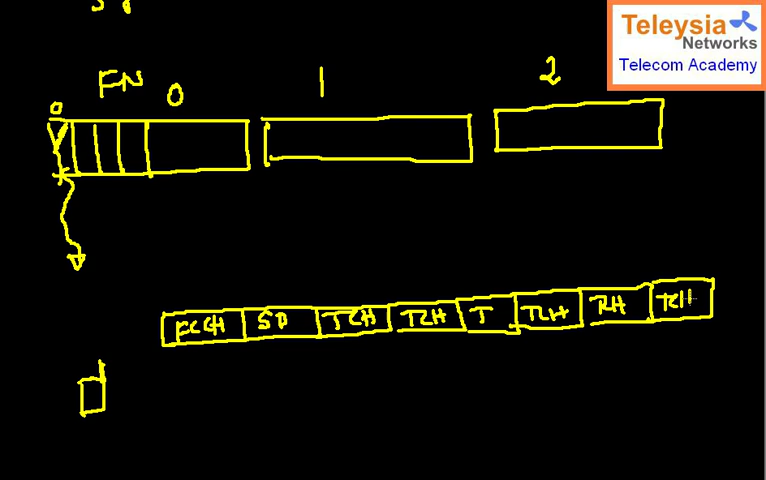 Teleysia
Networks
Telecom Academy
FN 0 1 2
0
FCCH SD TCH TCH T TCH TCH TCH